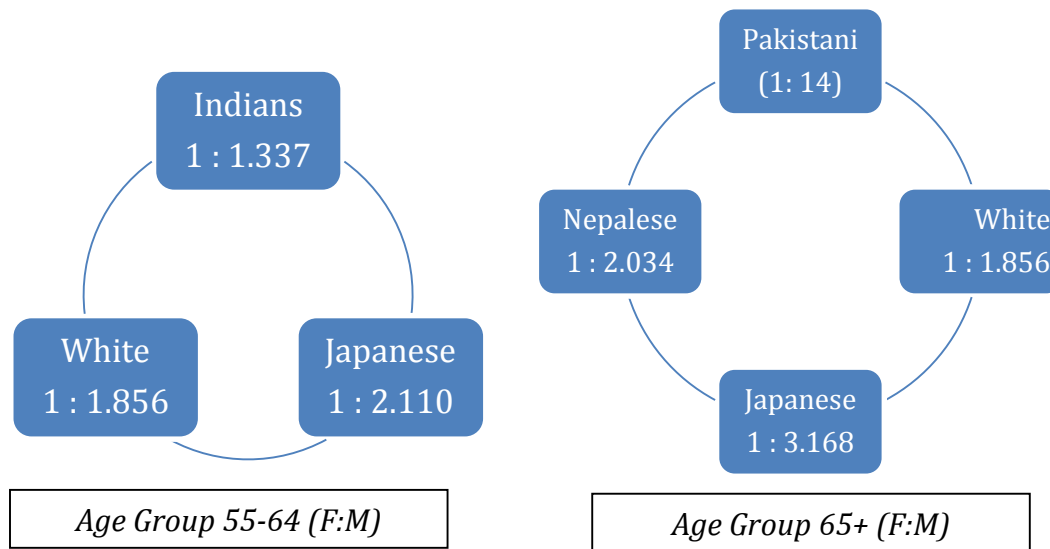 Indians
1 : 1.337
White
1 : 1.856
Japanese
1 : 2.110
Age Group 55-64 (F:M)
Pakistani
(1: 14)
Nepalese
1 : 2.034
White
1 : 1.856
Japanese
1 : 3.168
Age Group 65+ (F:M)